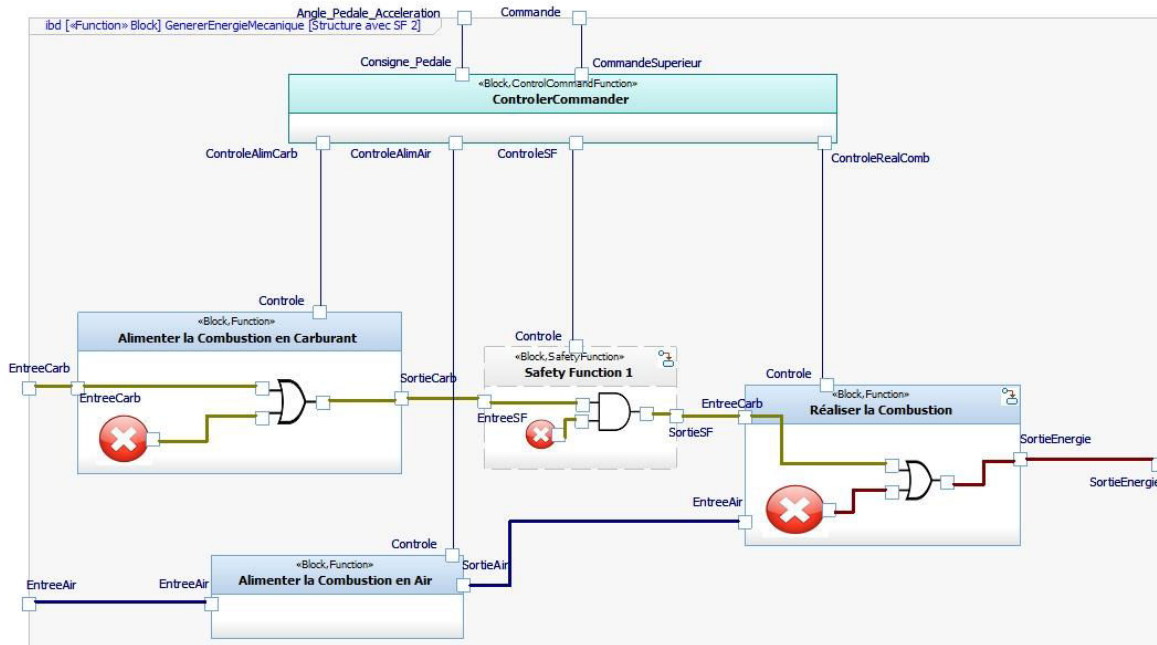 Angle_Pedale_Acceleration
Commande
ibd [«Function» Block] GenererEnergieMecanique [Structure avec SF 2]
Consigne_Pedale
CommandeSuperieur
«Block,ControlCommandFunction»
ControlerCommander
ControleAlimCarb
ControleAlimAir
ControleSF
ControleRealComb
Controle
«Block,Function»
Alimenter la Combustion en Carburant
EntreeCarb
EntreeCarb
SortieCarb
Controle
«Block,SafetyFunction»
Safety Function 1
EntreeSF
SortieSF
Controle
«Block,Function»
Réaliser la Combustion
EntreeCarb
SortieEnergie
SortieEnergie
EntreeAir
Controle
«Block,Function»
Alimenter la Combustion en Air
EntreeAir
EntreeAir
SortieAir